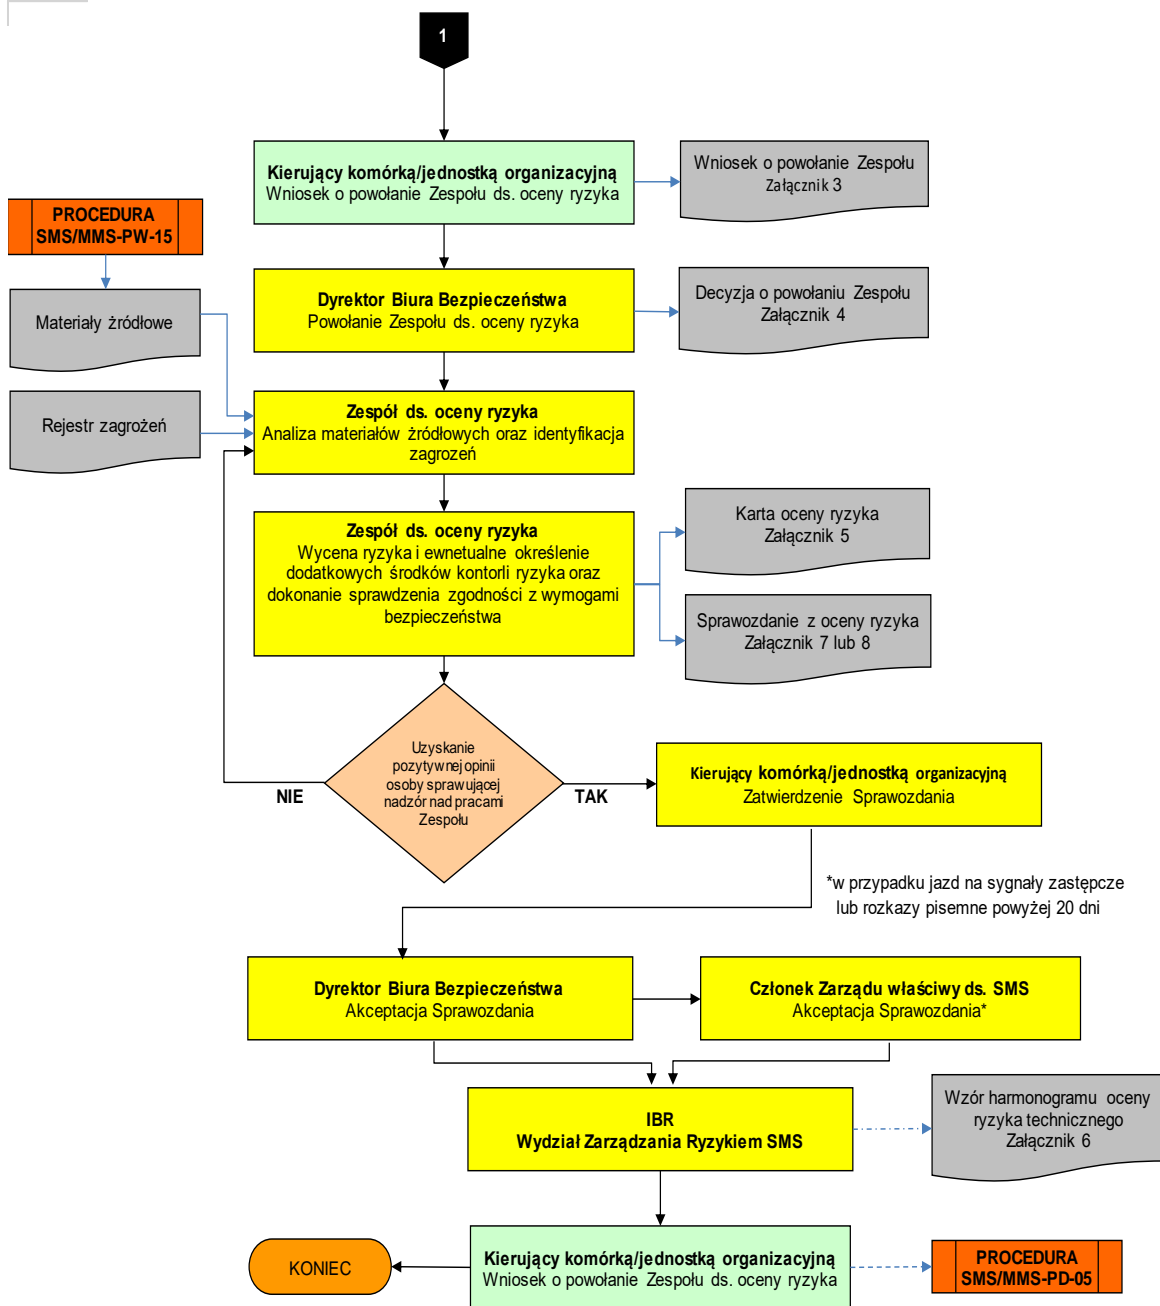 1
Kierujący komórką/jednostką organizacyjną
Wniosek o powołanie Zespołu ds. oceny ryzyka
Wniosek o powołanie Zespołu
Załącznik 3
PROCEDURA
SMS/MMS-PW-15
Dyrektor Biura Bezpieczeństwa
Powołanie Zespołu ds. oceny ryzyka
Decyzja o powołaniu Zespołu
Załącznik 4
Materiały źródłowe
Rejestr zagrożeń
Zespół ds. oceny ryzyka
Analiza materiałów źródłowych oraz identyfikacja
zagrozeń
Zespół ds. oceny ryzyka
Wycena ryzyka i ewnetualne określenie
dodatkowych środków kontorli ryzyka oraz
dokonanie sprawdzenia zgodności z wymogami
bezpieczeństwa
Karta oceny ryzyka
Załącznik 5
Sprawozdanie z oceny ryzyka
Załącznik 7 lub 8
Uzyskanie
pozytywnej opinii
osoby sprawującej
nadzór nad pracami
Zespołu
NIE
TAK
Kierujący komórką/jednostką organizacyjną
Zatwierdzenie Sprawozdania
*w przypadku jazd na sygnały zastępcze
lub rozkazy pisemne powyżej 20 dni
Dyrektor Biura Bezpieczeństwa
Akceptacja Sprawozdania
Członek Zarządu właściwy ds. SMS
Akceptacja Sprawozdania*
IBR
Wydział Zarządzania Ryzykiem SMS
Wzór harmonogramu oceny
ryzyka technicznego
Załącznik 6
KONIEC
Kierujący komórką/jednostką organizacyjną
Wniosek o powołanie Zespołu ds. oceny ryzyka
PROCEDURA
SMS/MMS-PD-05